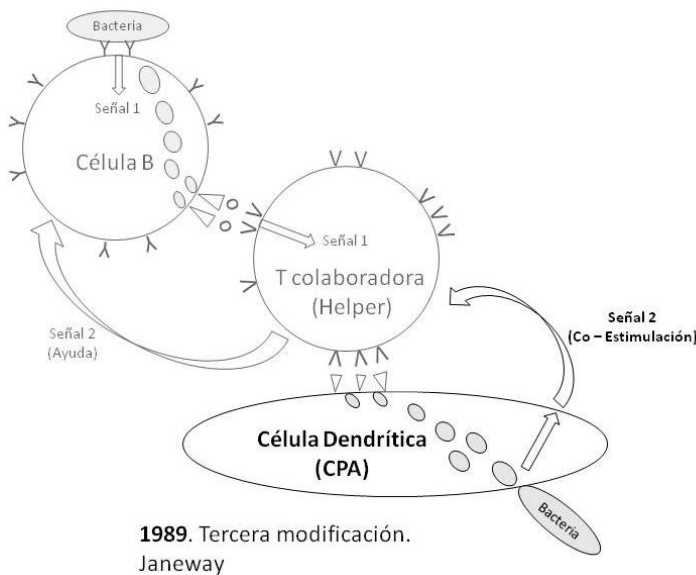 Bacteria
Señal 1
Célula B
Señal 1
T colaboradora
(Helper)
Señal 2
(Ayuda)
Señal 2
(Co – Estimulación)
Célula Dendrítica
(CPA)
Bacteria
1989. Tercera modificación.
Janeway